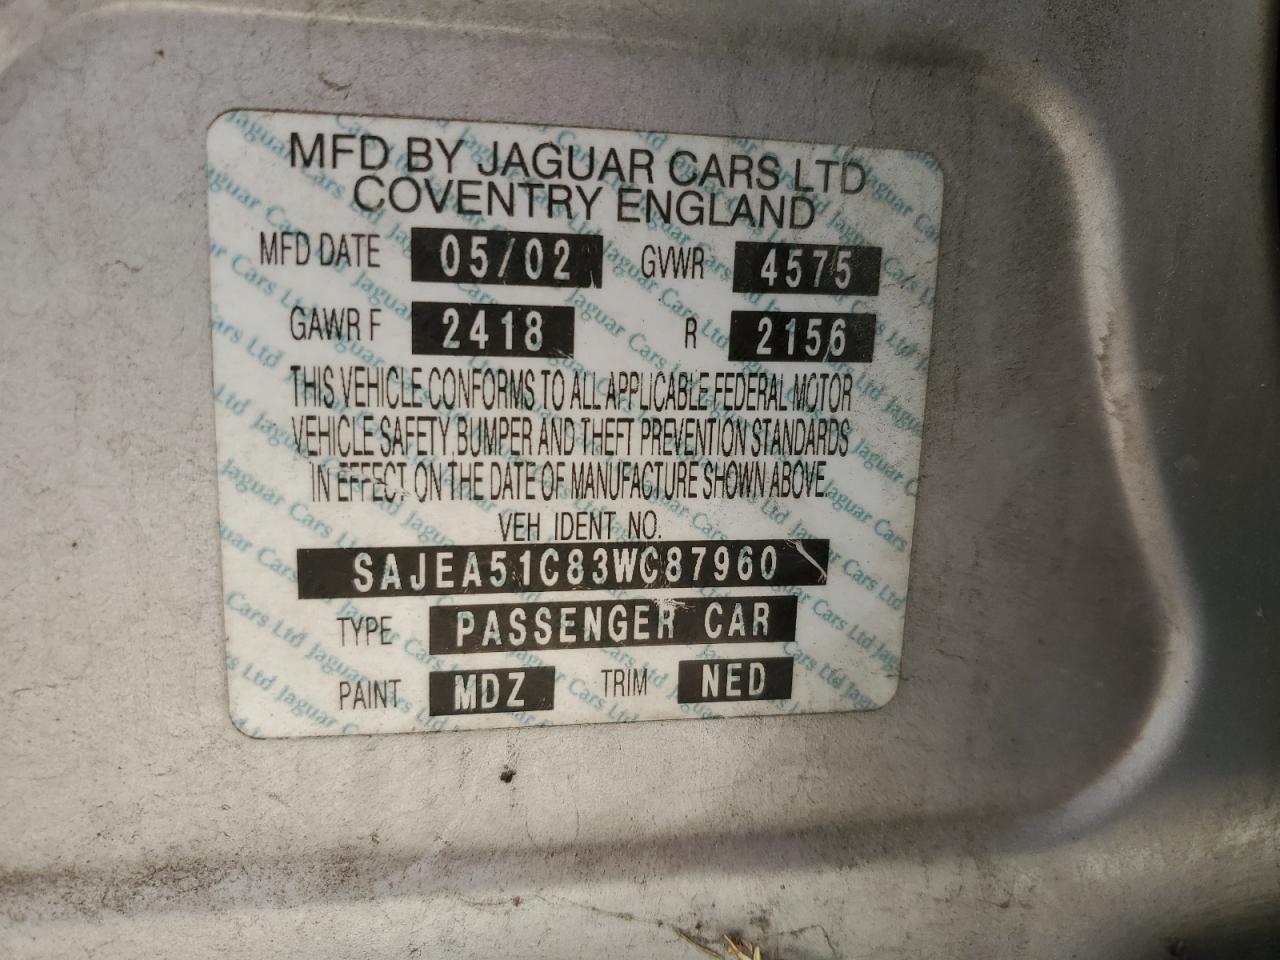 MFD BY JAGUAR CARS LTD
COVENTRY ENGLAND
MFD DATE 05/02 GVWR 4575
GAWR F 2418 R 2156
THIS VEHICLE CONFORMS TO ALL APPLICABLE FEDERAL MOTOR
VEHICLE SAFETY BUMPER AND THEFT PREVENTION STANDARDS
IN EFFECT ON THE DATE OF MANUFACTURE SHOWN ABOVE.
VEH IDENT NO.
SAJEA51C83WC87960
TYPE PASSENGER CAR
PAINT MDZ TRIM NED